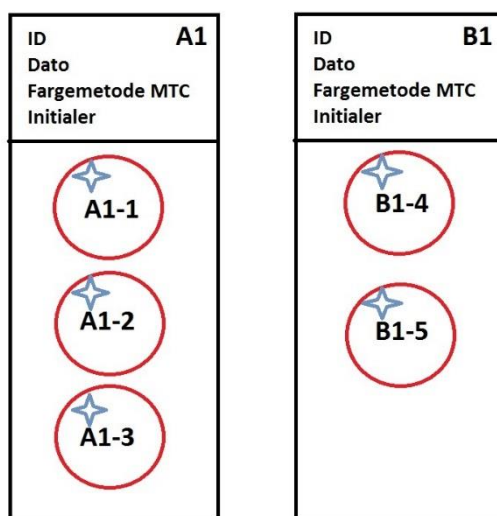 ID A1
Dato
Fargemetode MTC
Initialer
A1-1
A1-2
A1-3
ID B1
Dato
Fargemetode MTC
Initialer
B1-4
B1-5